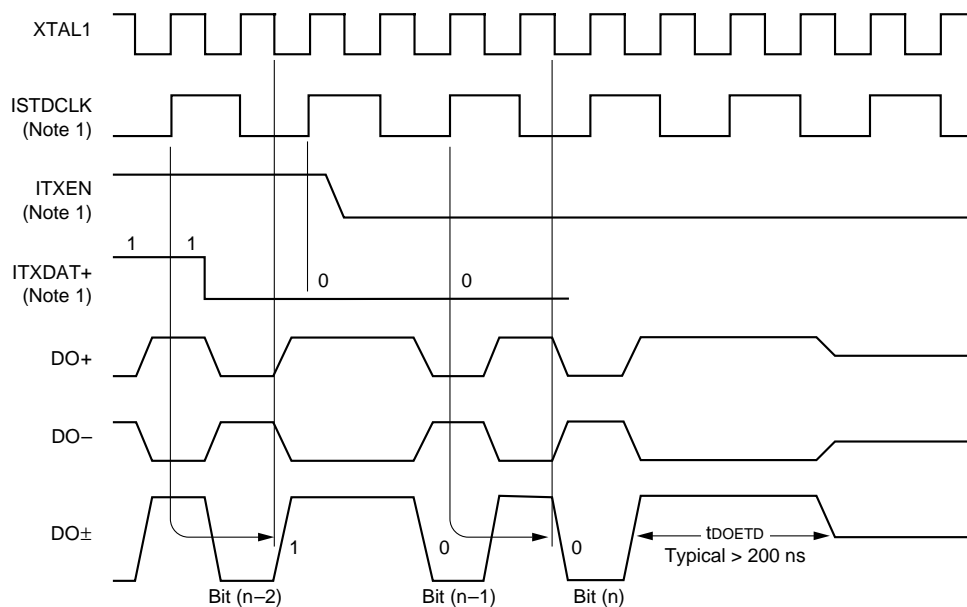 XTAL1
ISTDCLK
(Note 1)
ITXEN
(Note 1)
1 1
ITXDAT+
(Note 1)
0 0
DO+
DO−
DO±
1 0 0
tDOETD
Typical > 200 ns
Bit (n−2) Bit (n−1) Bit (n)